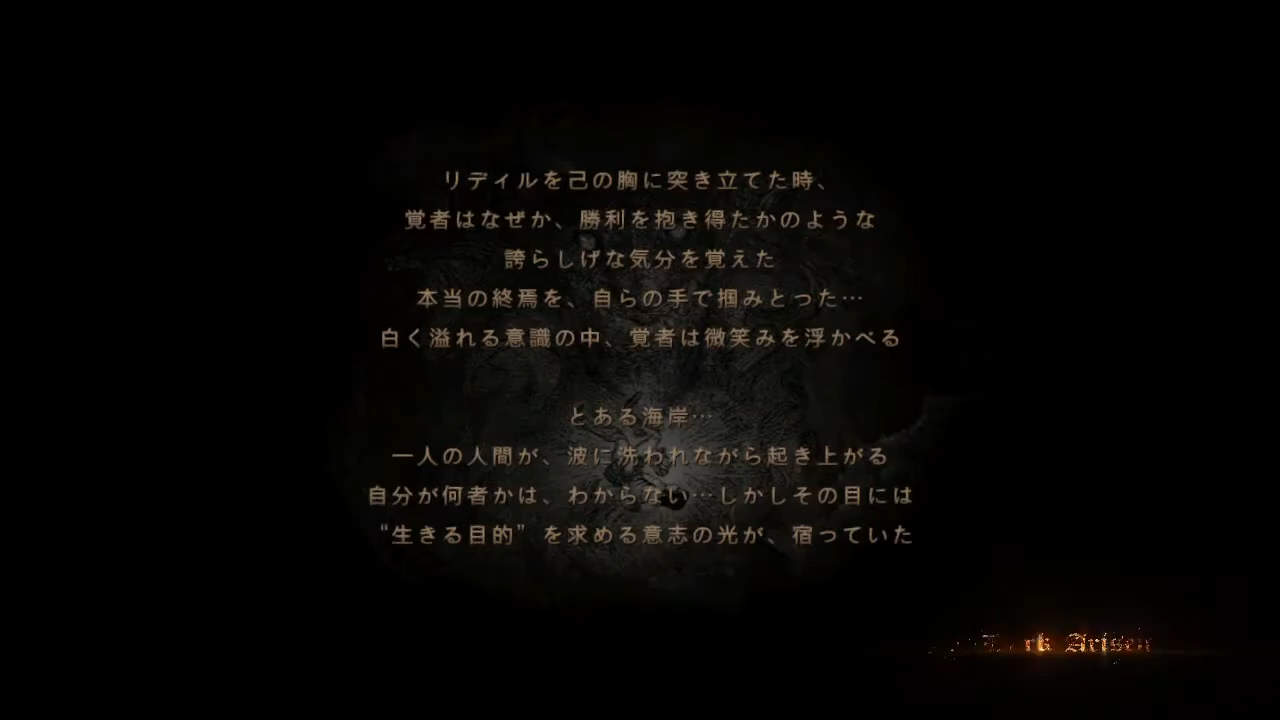 リディルを己の胸に突き立てた時、
覚者はなぜか、勝利を抱き得たかのような
誇らしげな気分を覚えた
本当の終焉を、自らの手で掴みとった…
白く溢れる意識の中、覚者は微笑みを浮かべる
とある海岸…
一人の人間が、波に洗われながら起き上がる
自分が何者かは、わからない…しかしその目には
“生きる目的”を求める意志の光が、宿っていた
Arisen